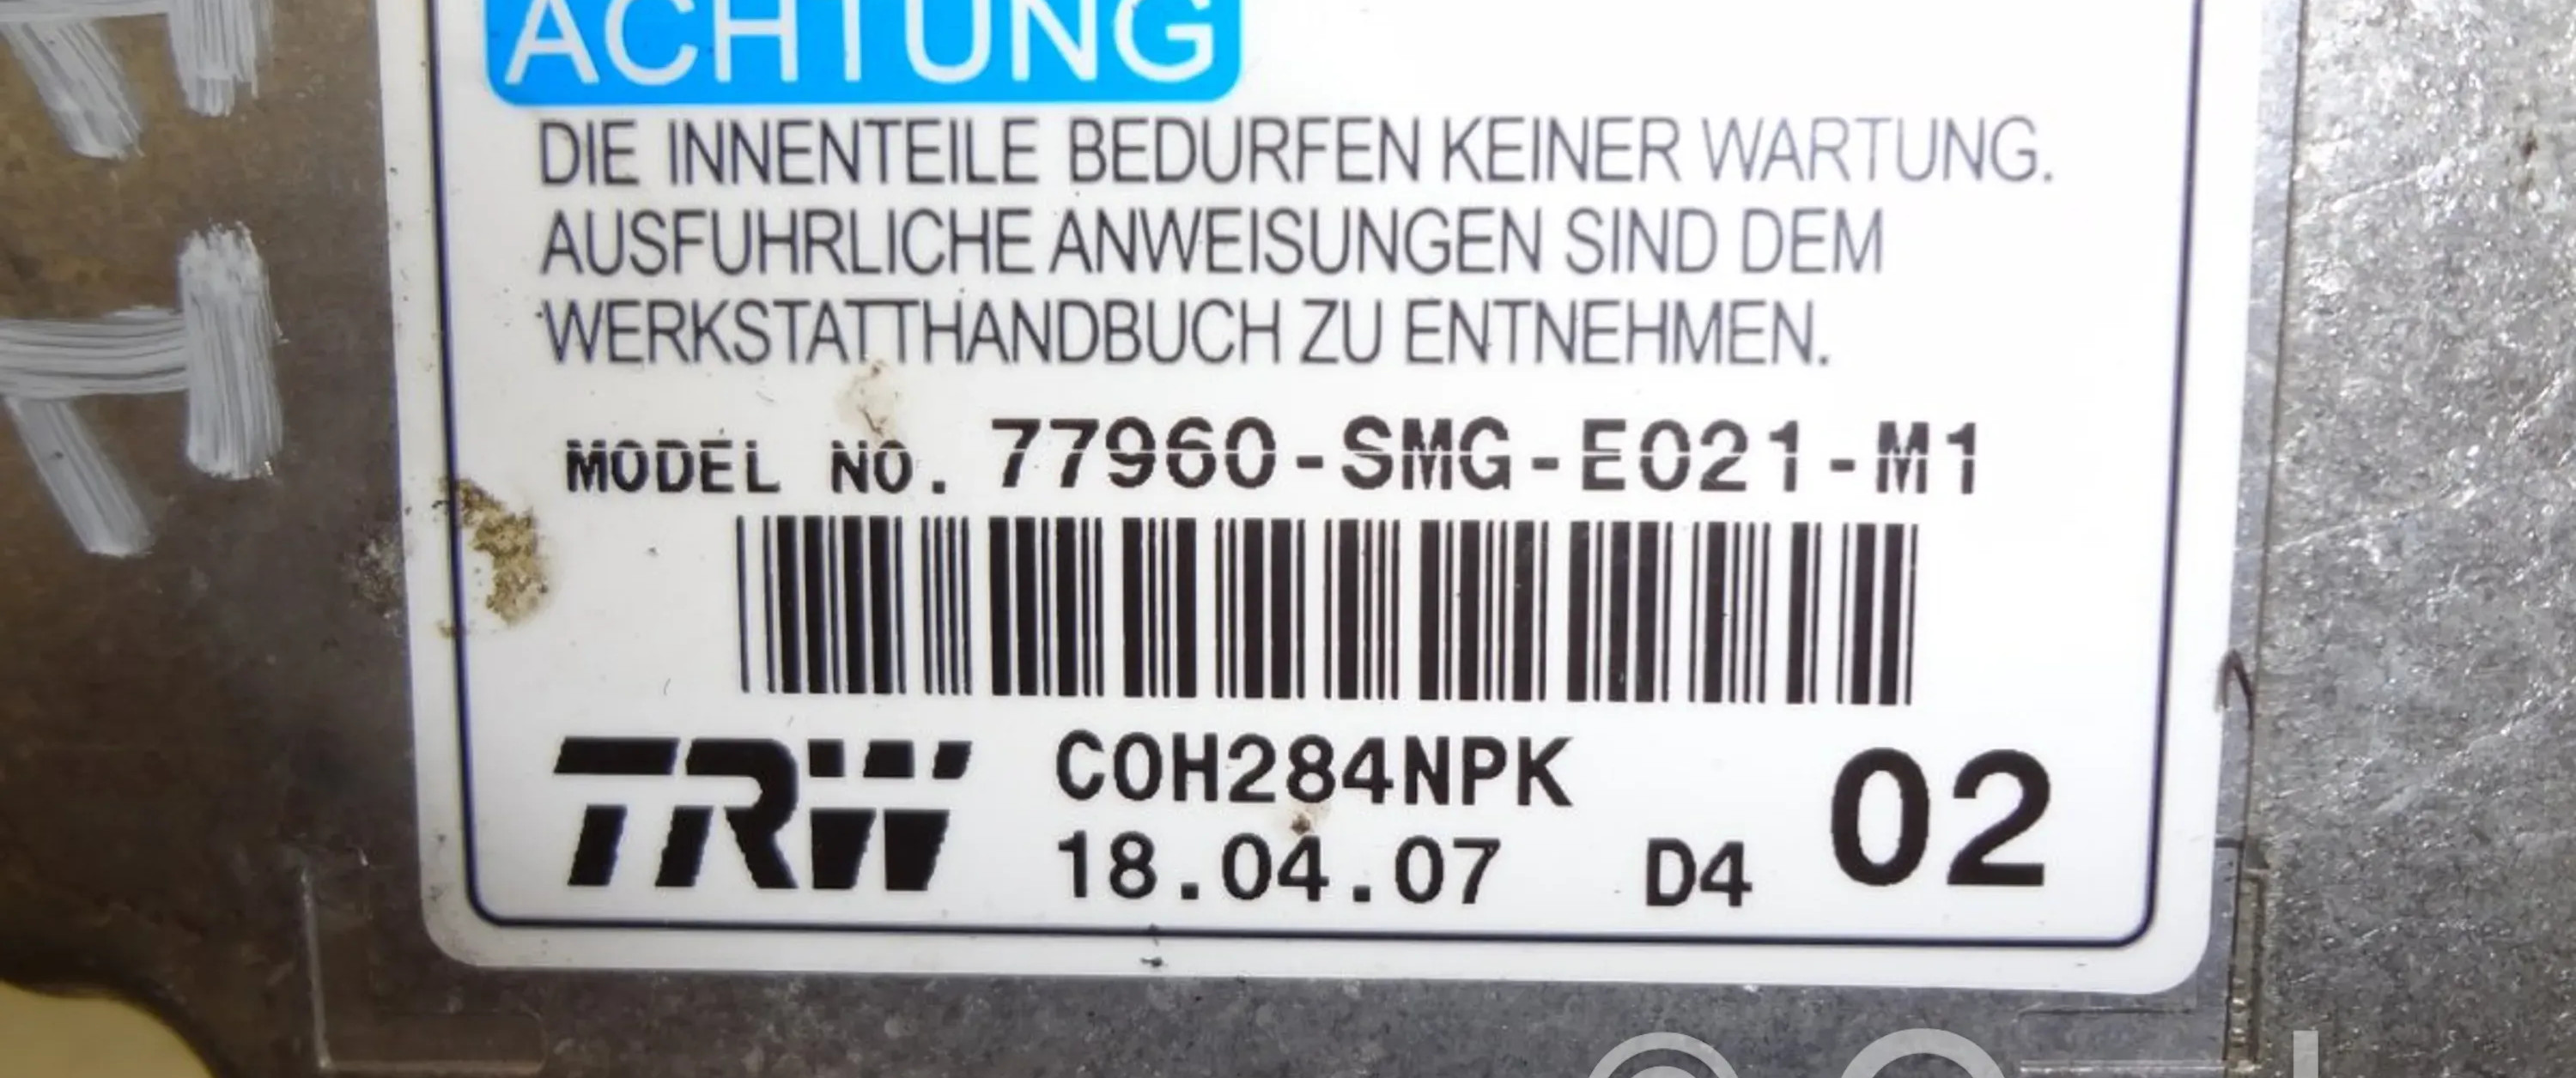 ACHTUNG
DIE INNENTEILE BEDURFEN KEINER WARTUNG.
AUSFUHRLICHE ANWEISUNGEN SIND DEM
WERKSTATTHANDBUCH ZU ENTNEHMEN.
MODEL NO. 77960-SMG-E021-M1
TRW C0H284NPK
18.04.07 D4 02